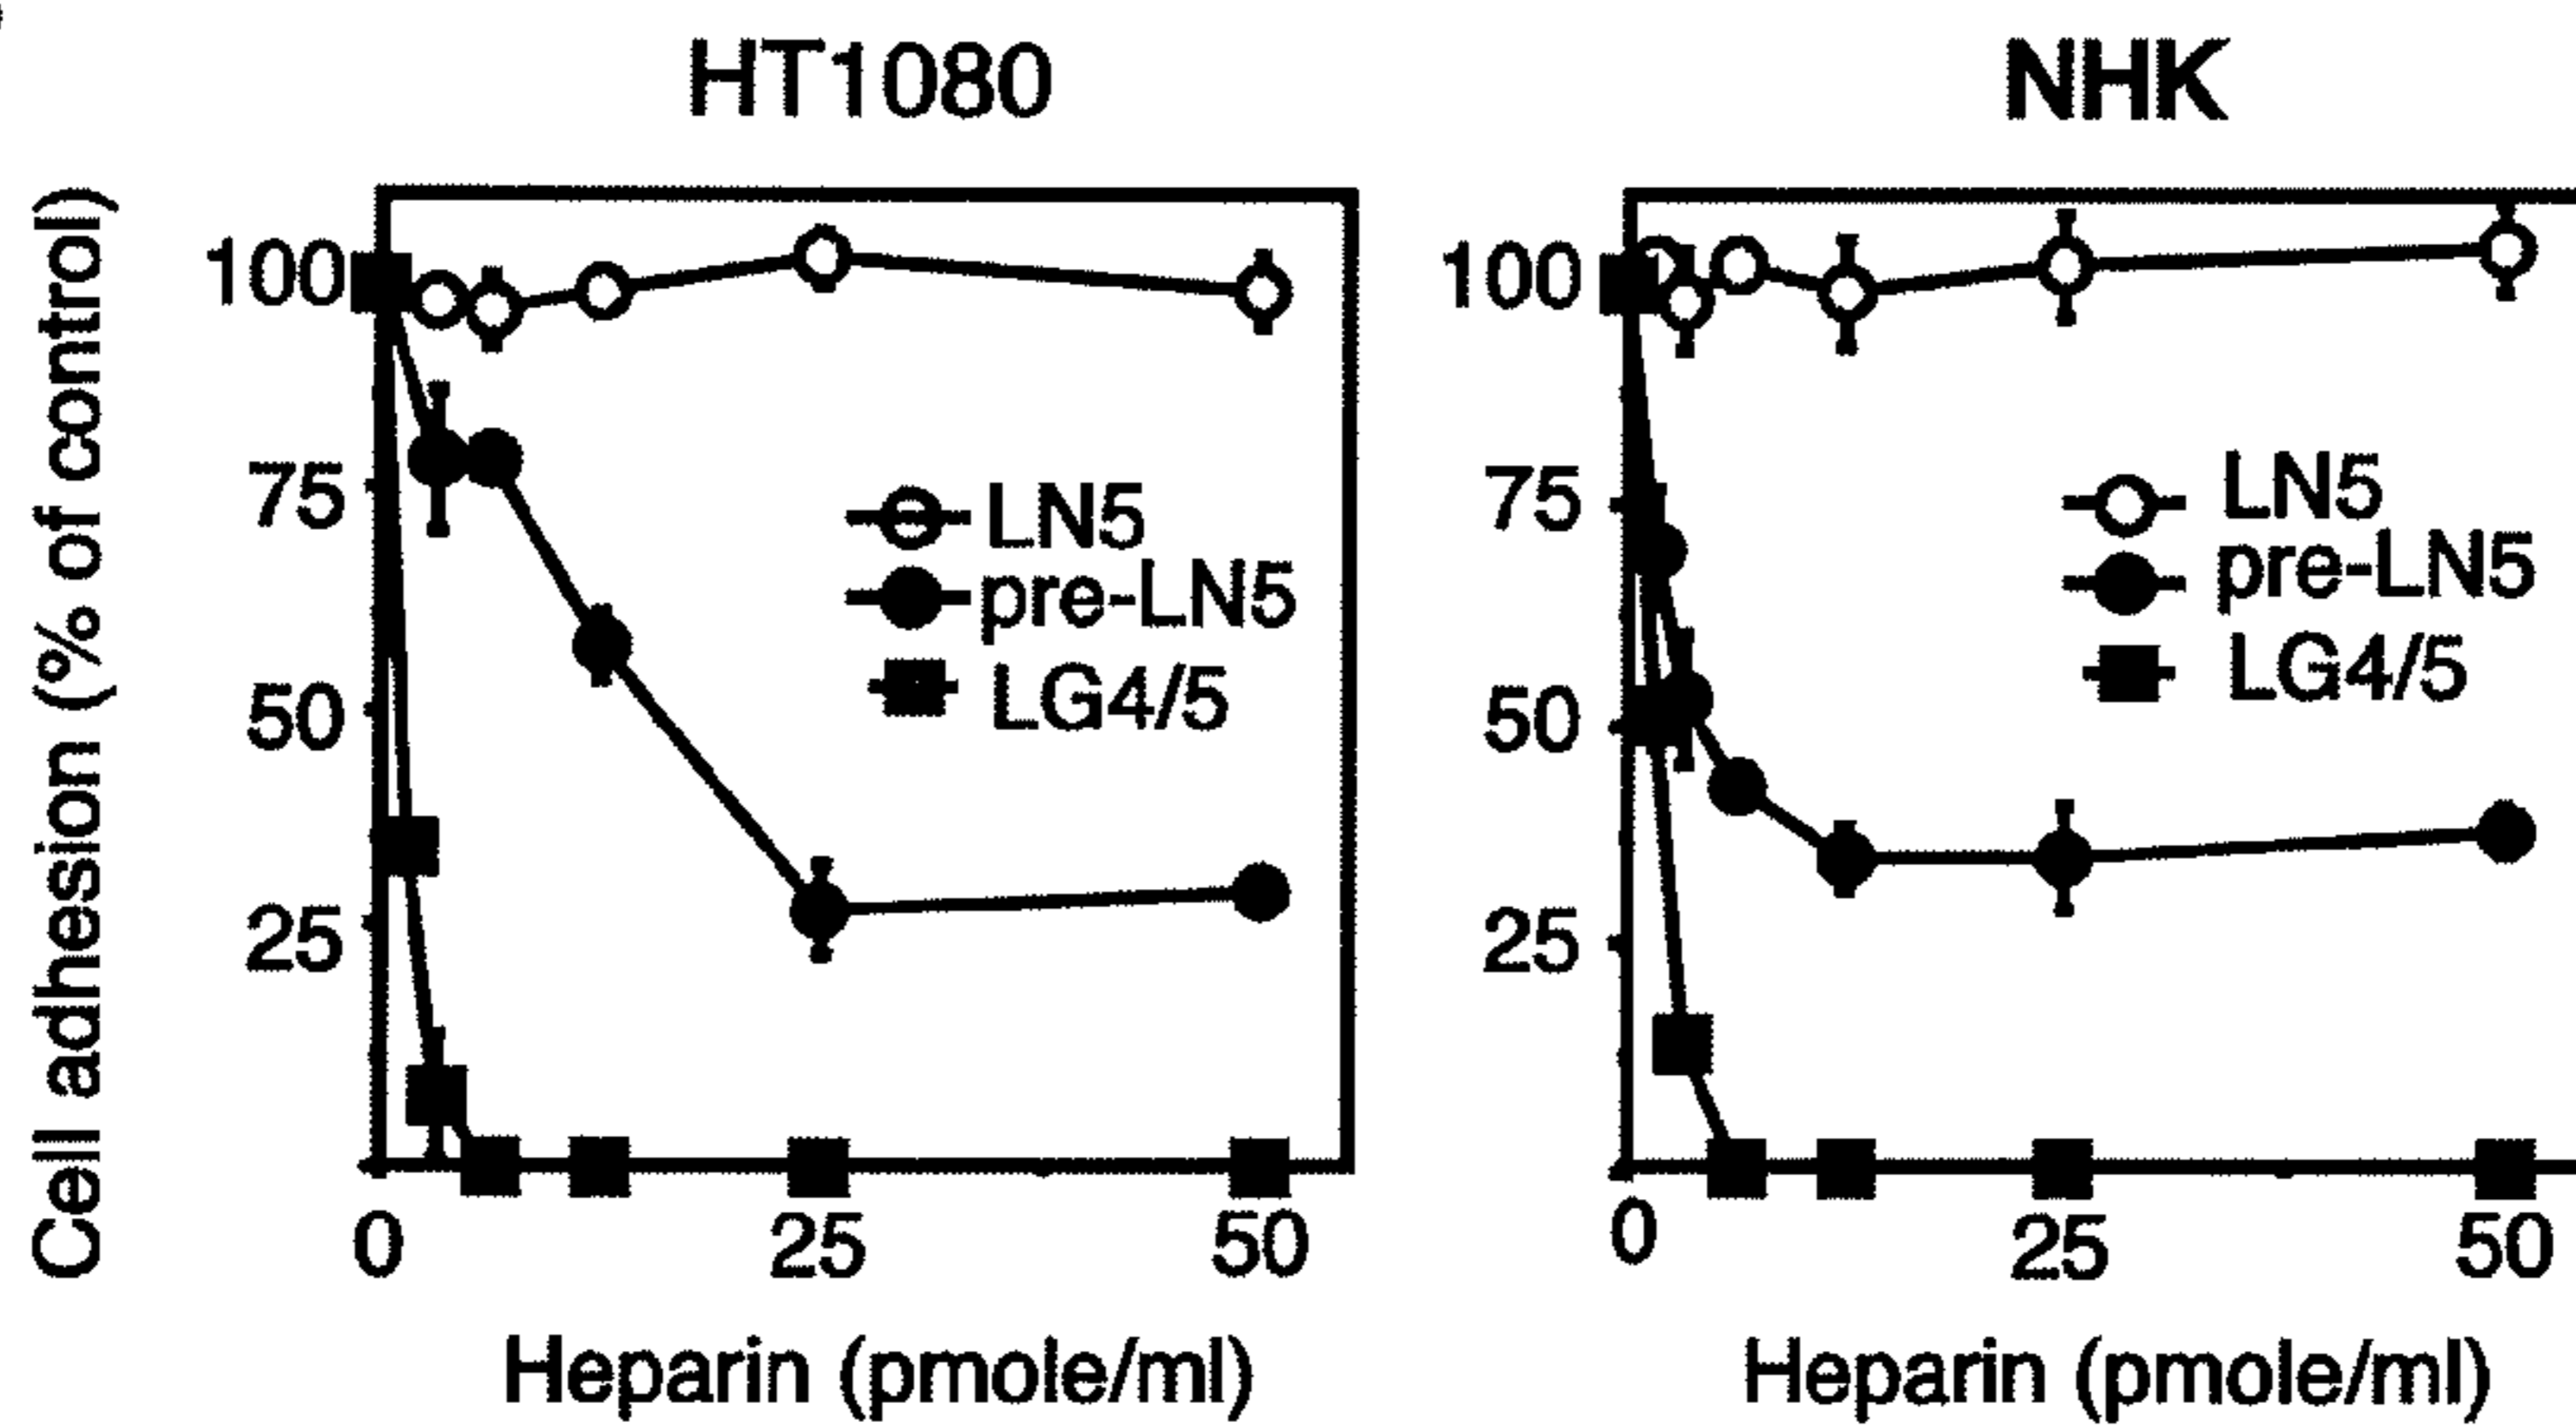 HT1080
NHK
Cell adhesion (% of control)
100
75
50
25
LN5
pre-LN5
LG4/5
0
25
50
Heparin (pmole/ml)
100
75
50
25
LN5
pre-LN5
LG4/5
0
25
50
Heparin (pmole/ml)